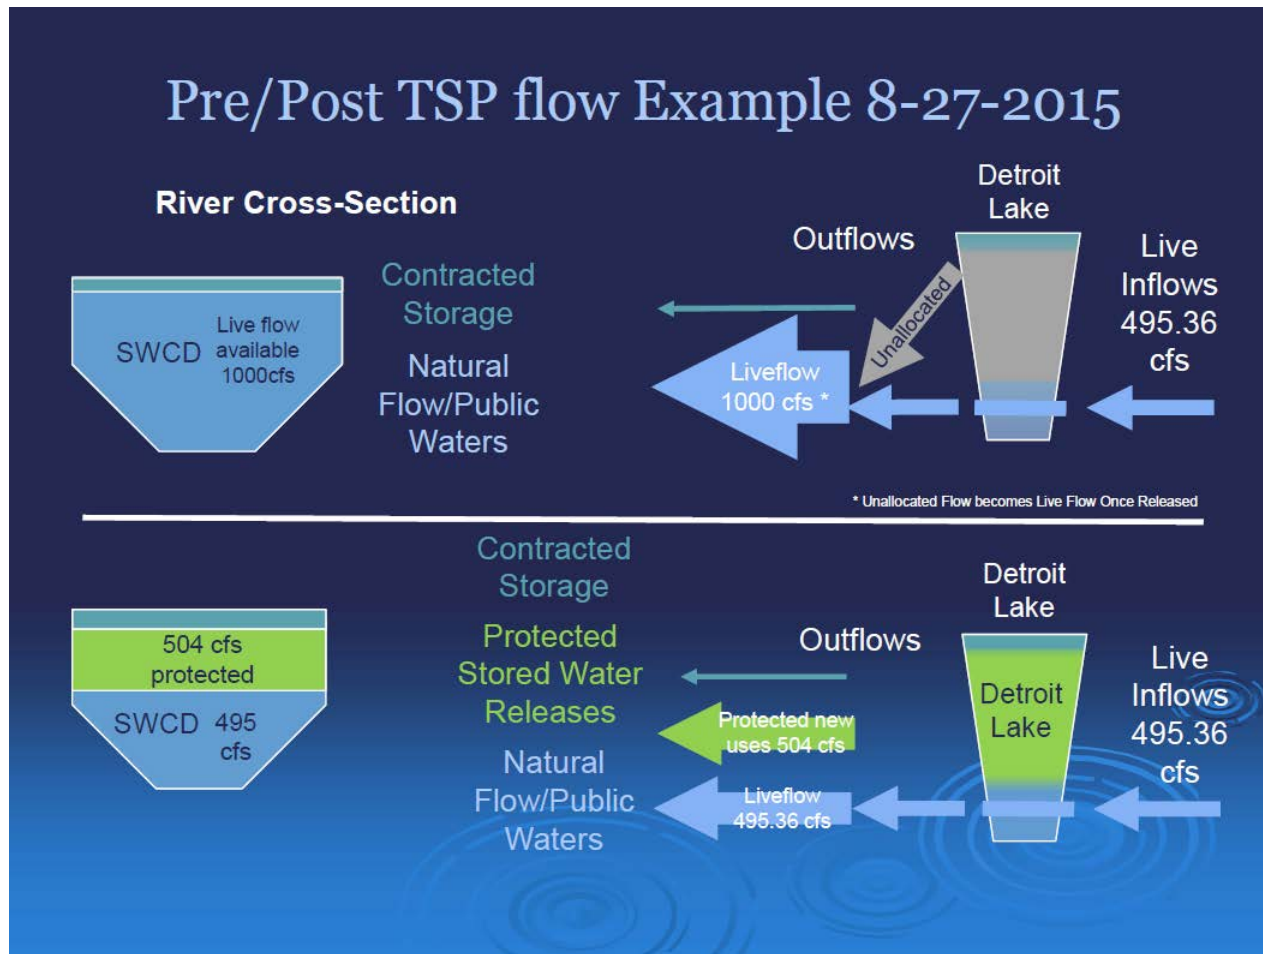 Pre/Post TSP flow Example 8-27-2015
River Cross-Section
SWCD
Live flow
available
1000cfs
Contracted
Storage
Natural
Flow/Public
Waters
Outflows
Unallocated
Liveflow
1000 cfs *
Detroit
Lake
Live
Inflows
495.36
cfs
* Unallocated Flow becomes Live Flow Once Released
504 cfs
protected
SWCD
495
cfs
Contracted
Storage
Protected
Stored Water
Releases
Natural
Flow/Public
Waters
Outflows
Protected new
uses 504 cfs
Liveflow
495.36 cfs
Detroit
Lake
Detroit
Lake
Live
Inflows
495.36
cfs